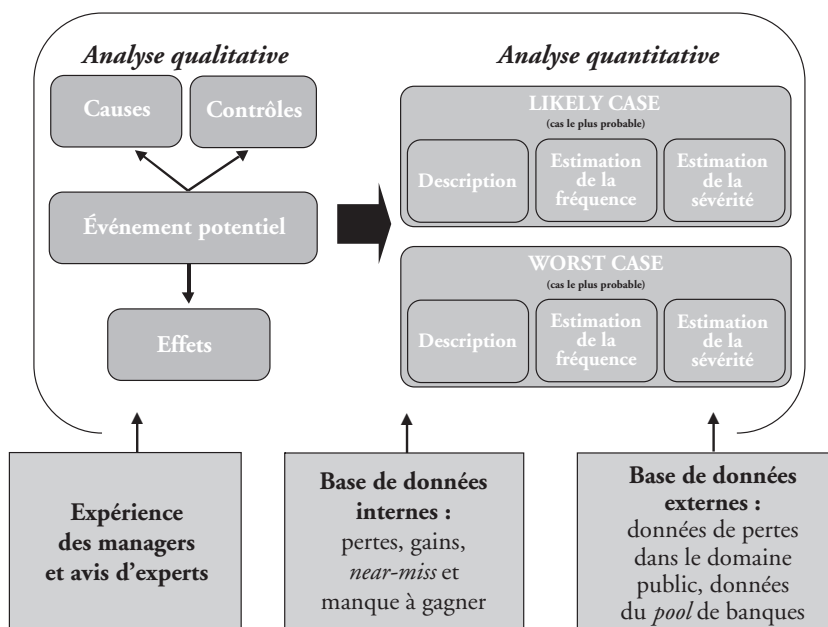 Analyse qualitative
Causes
Contrôles
Événement potentiel
Effets
Analyse quantitative
LIKELY CASE
(cas le plus probable)
Description
Estimation
de la
fréquence
Estimation
de la
sévérité
WORST CASE
(cas le plus probable)
Description
Estimation
de la
fréquence
Estimation
de la
sévérité
Expérience
des managers
et avis d’experts
Base de données
internes :
pertes, gains,
near-miss et
manque à gagner
Base de données
externes :
données de pertes
dans le domaine
public, données
du pool de banques